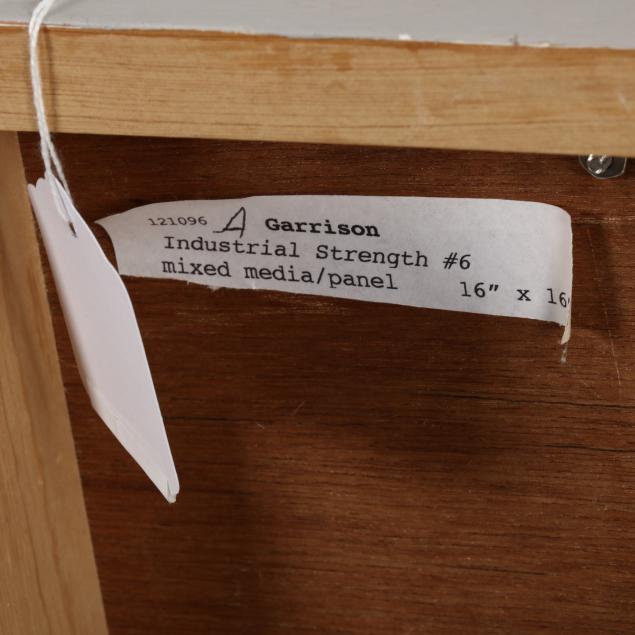 121096 A Garrison
Industrial Strength #6
mixed media/panel 16" x 16